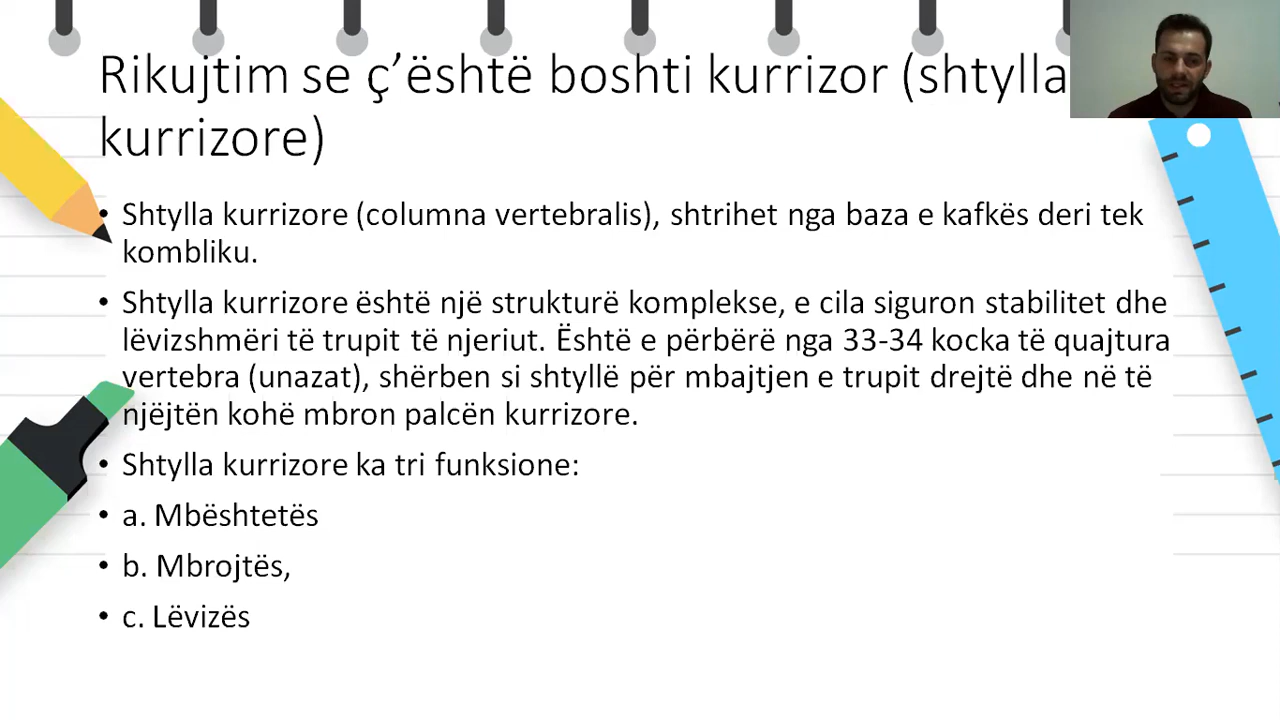 Rikujtim se ç’është boshti kurrizor (shtylla
kurrizore)
• Shtylla kurrizore (columna vertebralis), shtrihet nga baza e kafkës deri tek
kombliku.
• Shtylla kurrizore është një strukturë komplekse, e cila siguron stabilitet dhe
lëvizshmëri të trupit të njeriut. Është e përbërë nga 33-34 kocka të quajtura
vertebra (unazat), shërben si shtyllë për mbajtjen e trupit drejtë dhe në të
njëjtën kohë mbron palcën kurrizore.
• Shtylla kurrizore ka tri funksione:
• a. Mbështetës
• b. Mbrojtës,
• c. Lëvizës